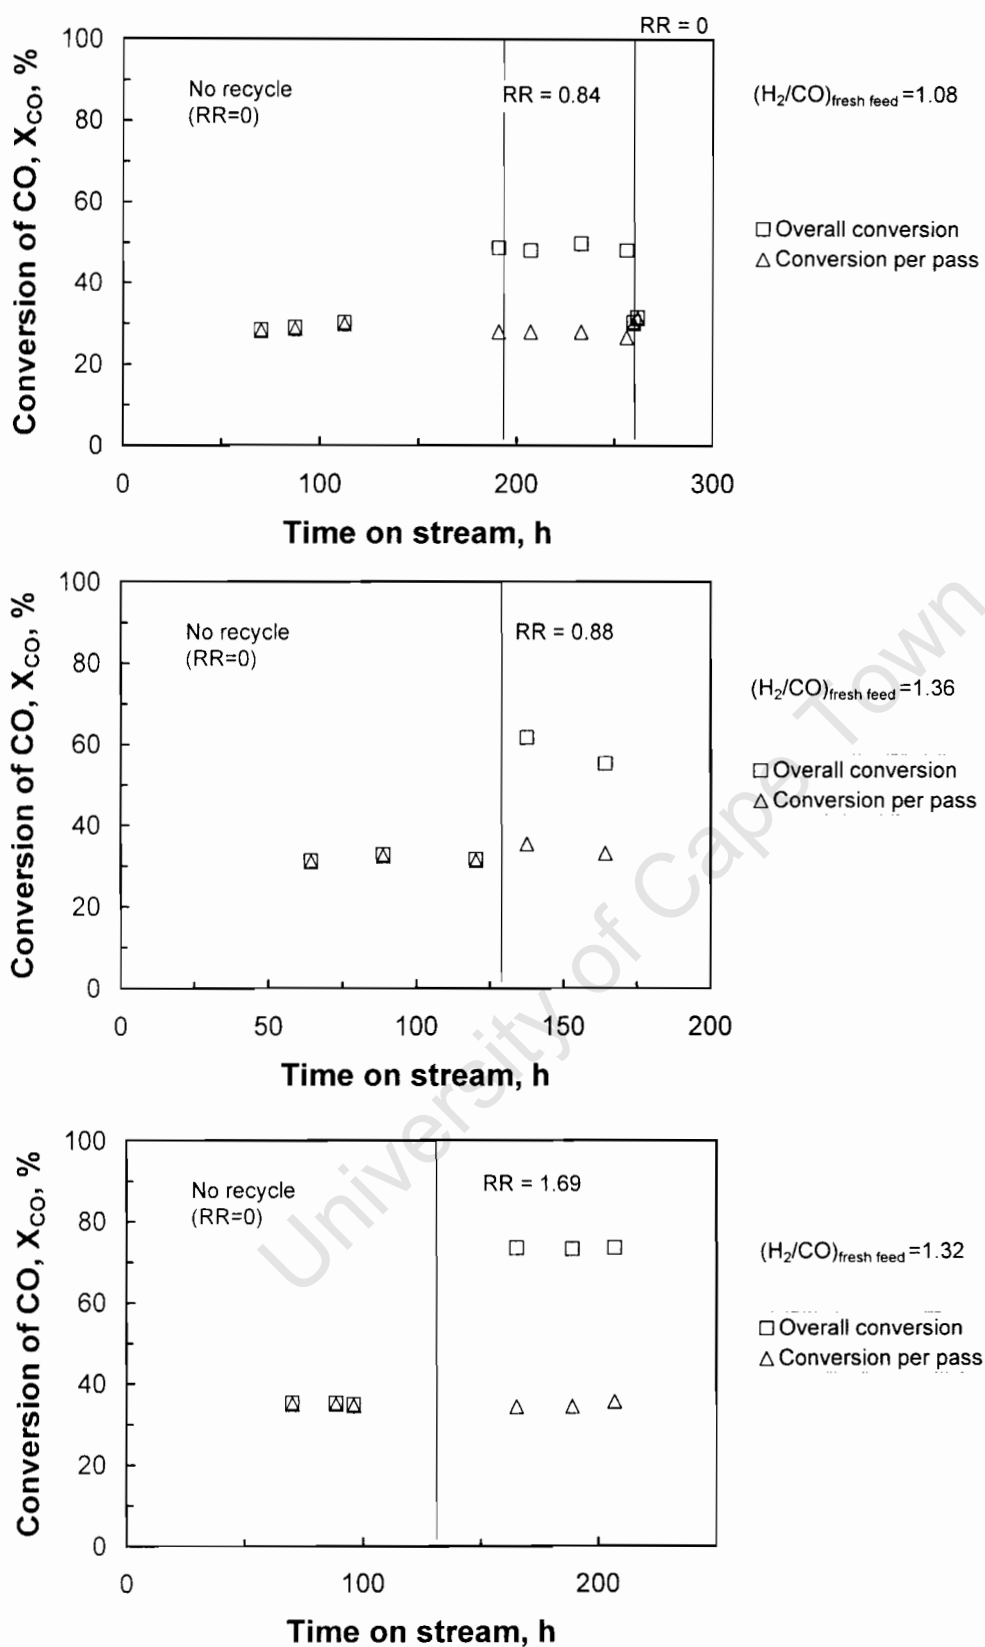 RR = 0
100
80
60
40
20
0
Conversion of CO, X_CO, %
No recycle
(RR=0)
RR = 0.84
(H₂/CO)fresh feed =1.08
Overall conversion
Conversion per pass
0 100 200 300
Time on stream, h
100
80
60
40
20
0
Conversion of CO, X_CO, %
No recycle
(RR=0)
RR = 0.88
(H₂/CO)fresh feed =1.36
Overall conversion
Conversion per pass
0 50 100 150 200
Time on stream, h
100
80
60
40
20
0
Conversion of CO, X_CO, %
No recycle
(RR=0)
RR = 1.69
(H₂/CO)fresh feed =1.32
Overall conversion
Conversion per pass
0 100 200
Time on stream, h
University of Cape Town